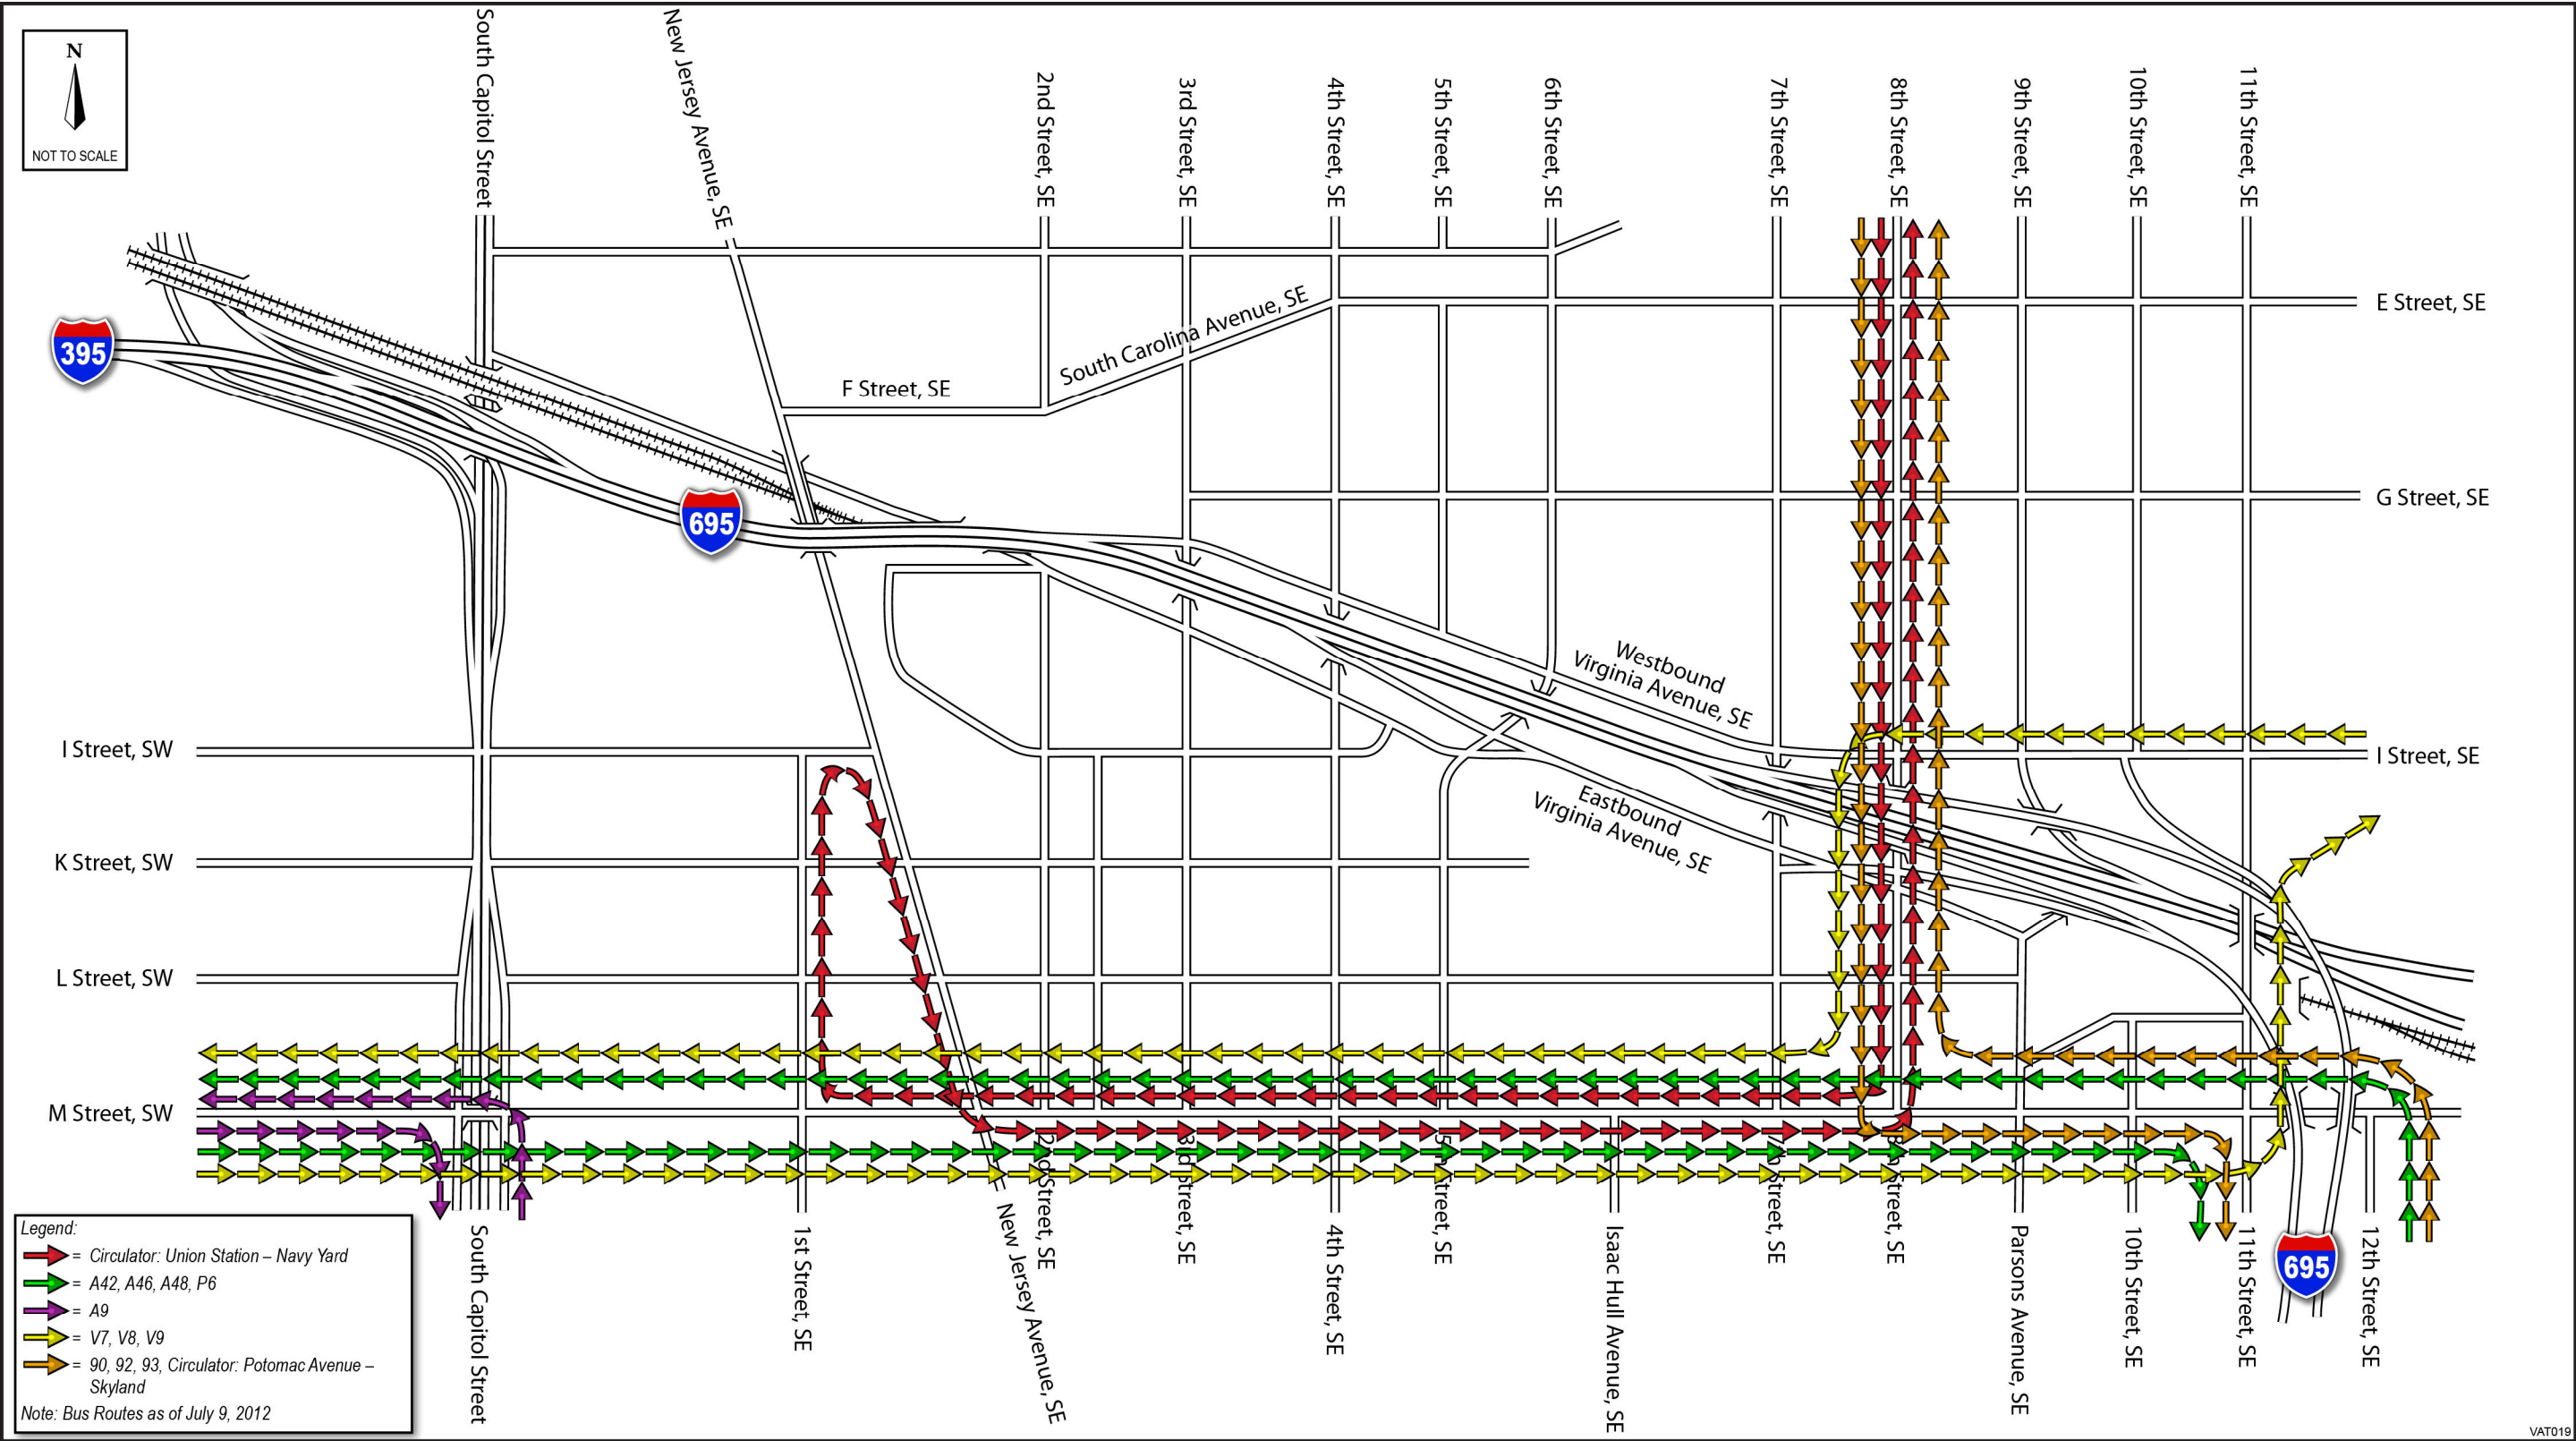 N
NOT TO SCALE
South Capitol Street
New Jersey Avenue, SE
2nd Street, SE
3rd Street, SE
4th Street, SE
5th Street, SE
6th Street, SE
7th Street, SE
8th Street, SE
9th Street, SE
10th Street, SE
11th Street, SE
E Street, SE
South Carolina Avenue, SE
395
F Street, SE
G Street, SE
695
Westbound
Virginia Avenue, SE
I Street, SW
I Street, SE
Eastbound
Virginia Avenue, SE
K Street, SW
L Street, SW
M Street, SW
South Capitol Street
1st Street, SE
New Jersey Avenue, SE
2nd Street, SE
3rd Street, SE
4th Street, SE
5th Street, SE
Isaac Hull Avenue, SE
7th Street, SE
8th Street, SE
Parsons Avenue, SE
10th Street, SE
11th Street, SE
695
12th Street, SE
Legend:
= Circulator: Union Station – Navy Yard
= A42, A46, A48, P6
= A9
= V7, V8, V9
= 90, 92, 93, Circulator: Potomac Avenue –
Skyland
Note: Bus Routes as of July 9, 2012
VAT019